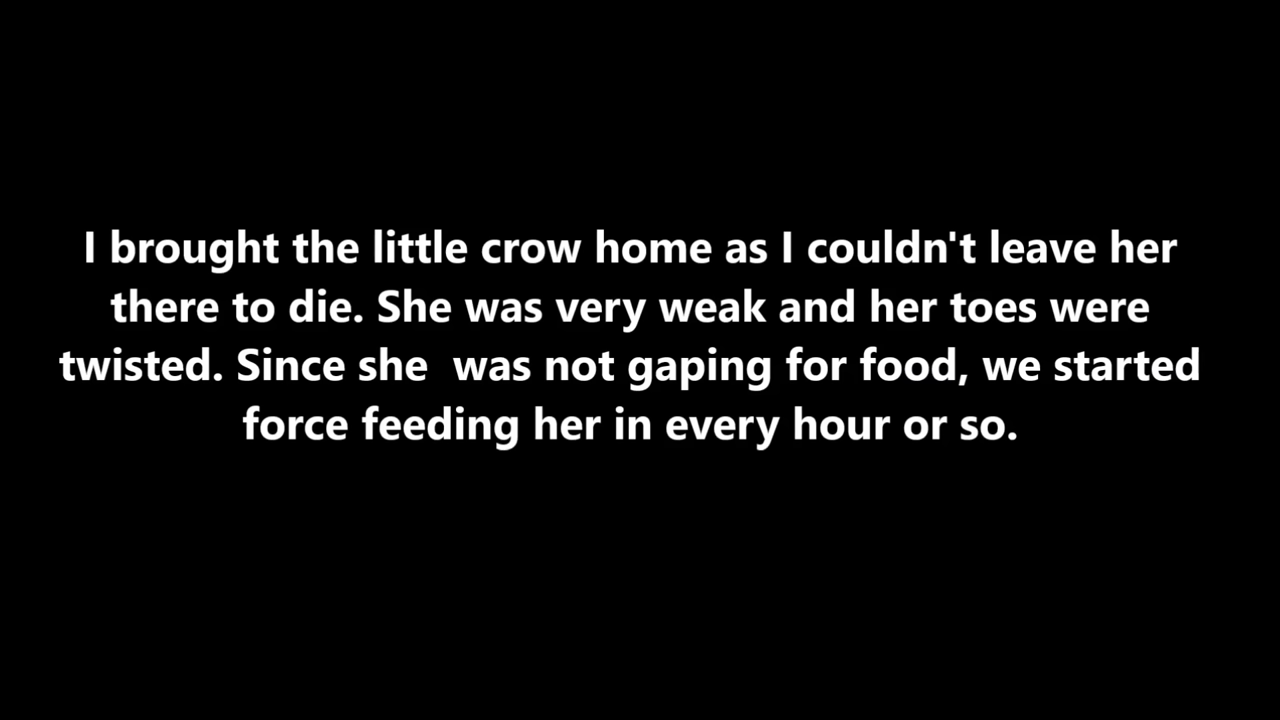 I brought the little crow home as I couldn't leave her
there to die. She was very weak and her toes were
twisted. Since she  was not gaping for food, we started
force feeding her in every hour or so.